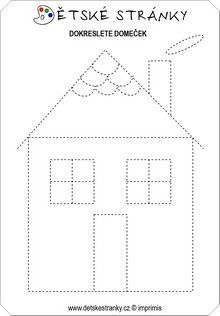 DĚTSKÉ STRÁNKY
DOKRESLETE DOMEČEK
www.detskestranky.cz © imprimis